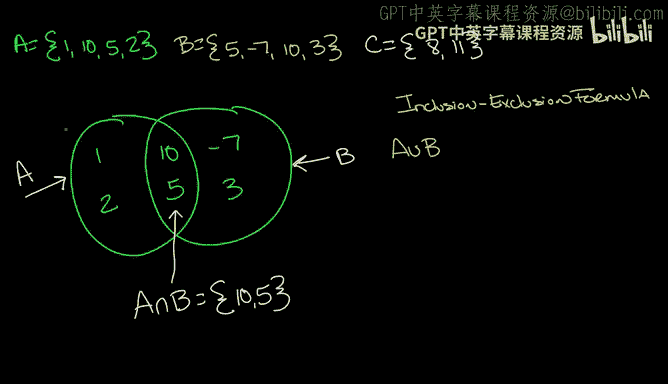 GPT中英字幕课程资源@bilibili
GPT中英字幕课程资源 bilibili
A={1,10,5,2} B={5,-7,10,3} C={8,11}
Inclusion-Exclusion Formula
A∪B
1 10 -7
A B
2 5 3
A∩B={10,5}